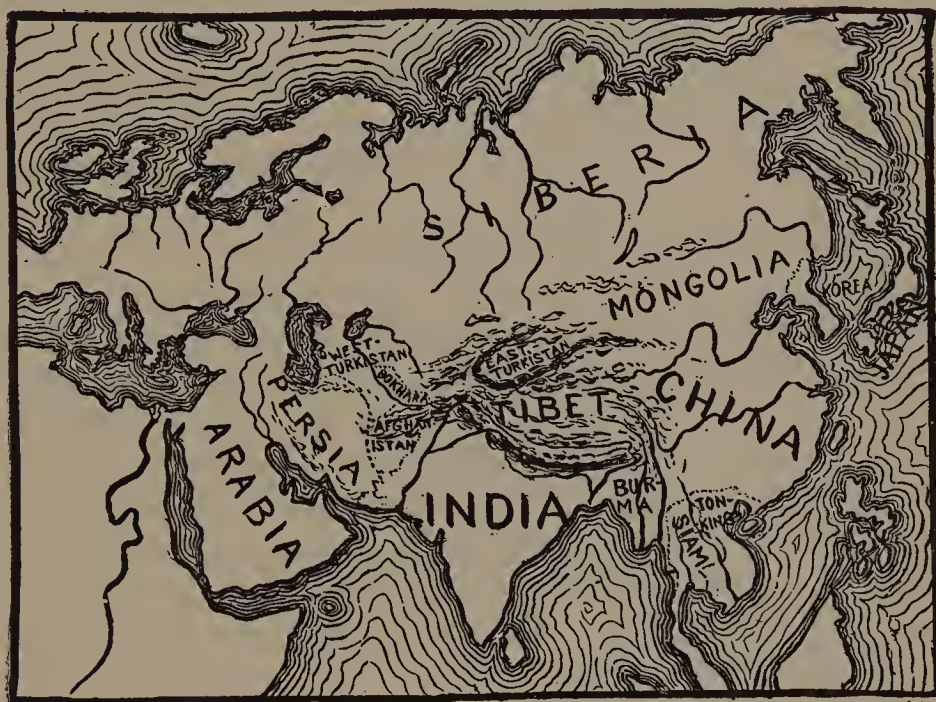 SIBERIA
MONGOLIA
KOREA
JAPAN
WEST-
TURKISTAN
BOKHARA
EAST-
TURKISTAN
PERSIA
AFGHAN-
ISTAN
TIBET
CHINA
ARABIA
INDIA
BUR-
MA
TON-
KING
SIAM